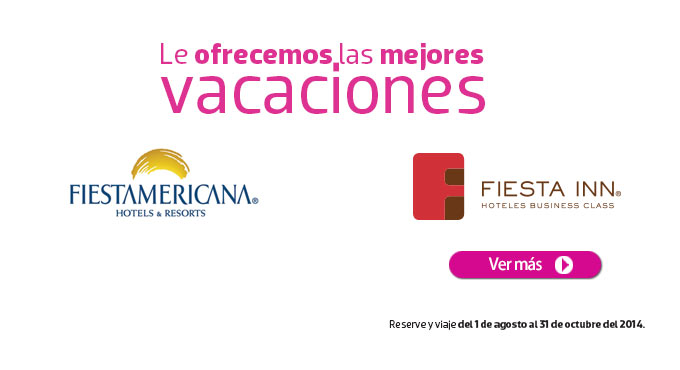 Le ofrecemos las mejores
vacaciones
FIESTAMERICANA®
HOTELS & RESORTS
FIESTA INN®
HOTELES BUSINESS CLASS
Ver más
Reserve y viaje del 1 de agosto al 31 de octubre del 2014.